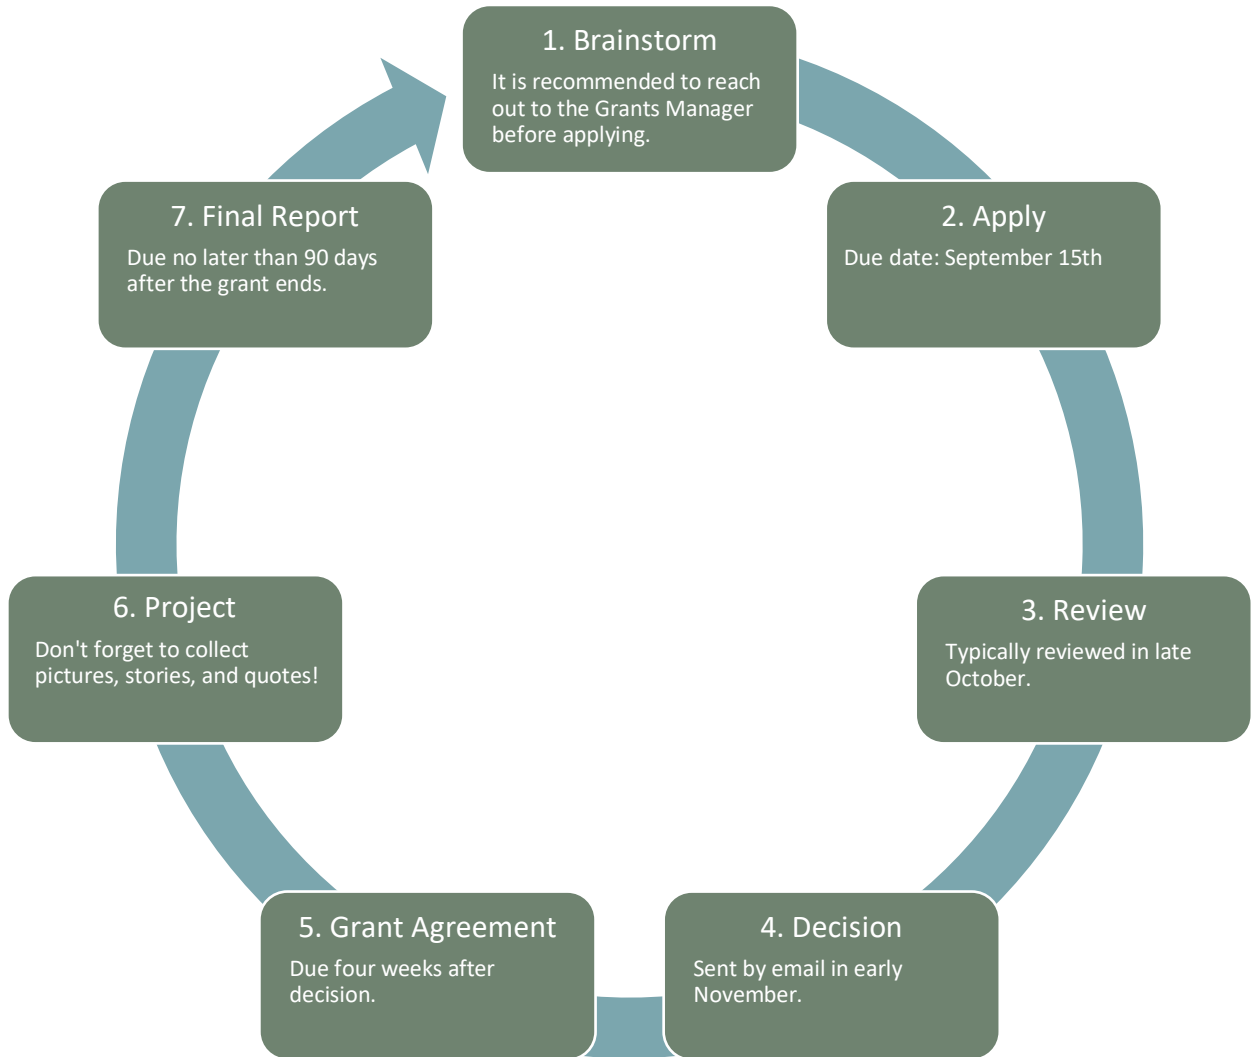 1. Brainstorm
It is recommended to reach
out to the Grants Manager
before applying.
2. Apply
Due date: September 15th
3. Review
Typically reviewed in late
October.
4. Decision
Sent by email in early
November.
5. Grant Agreement
Due four weeks after
decision.
6. Project
Don't forget to collect
pictures, stories, and quotes!
7. Final Report
Due no later than 90 days
after the grant ends.